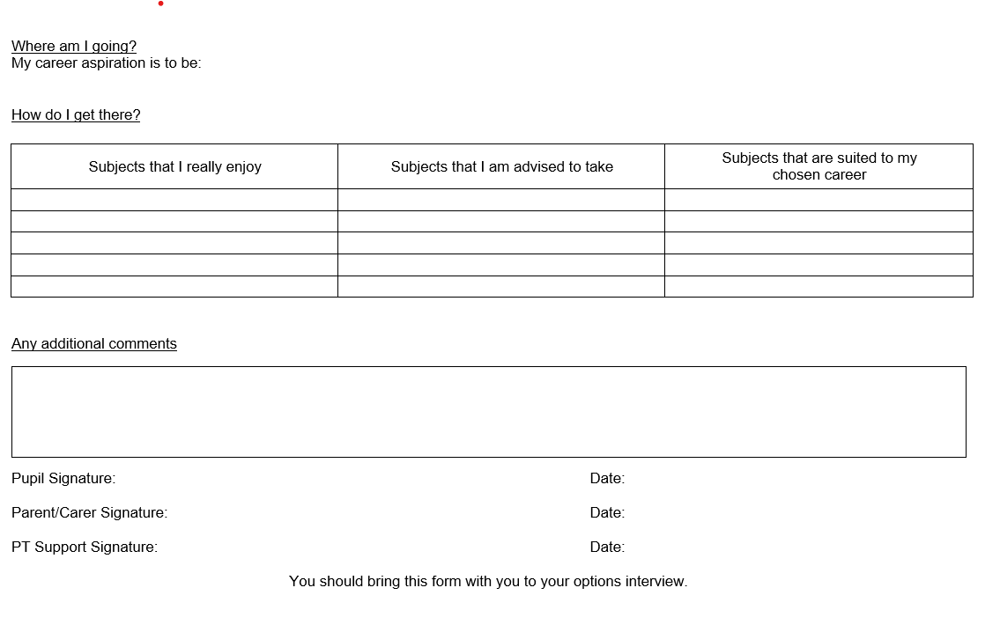 Where am I going?
My career aspiration is to be:
How do I get there?
Subjects that I really enjoy
Subjects that I am advised to take
Subjects that are suited to my
chosen career
Any additional comments
Pupil Signature:
Date:
Parent/Carer Signature:
Date:
PT Support Signature:
Date:
You should bring this form with you to your options interview.